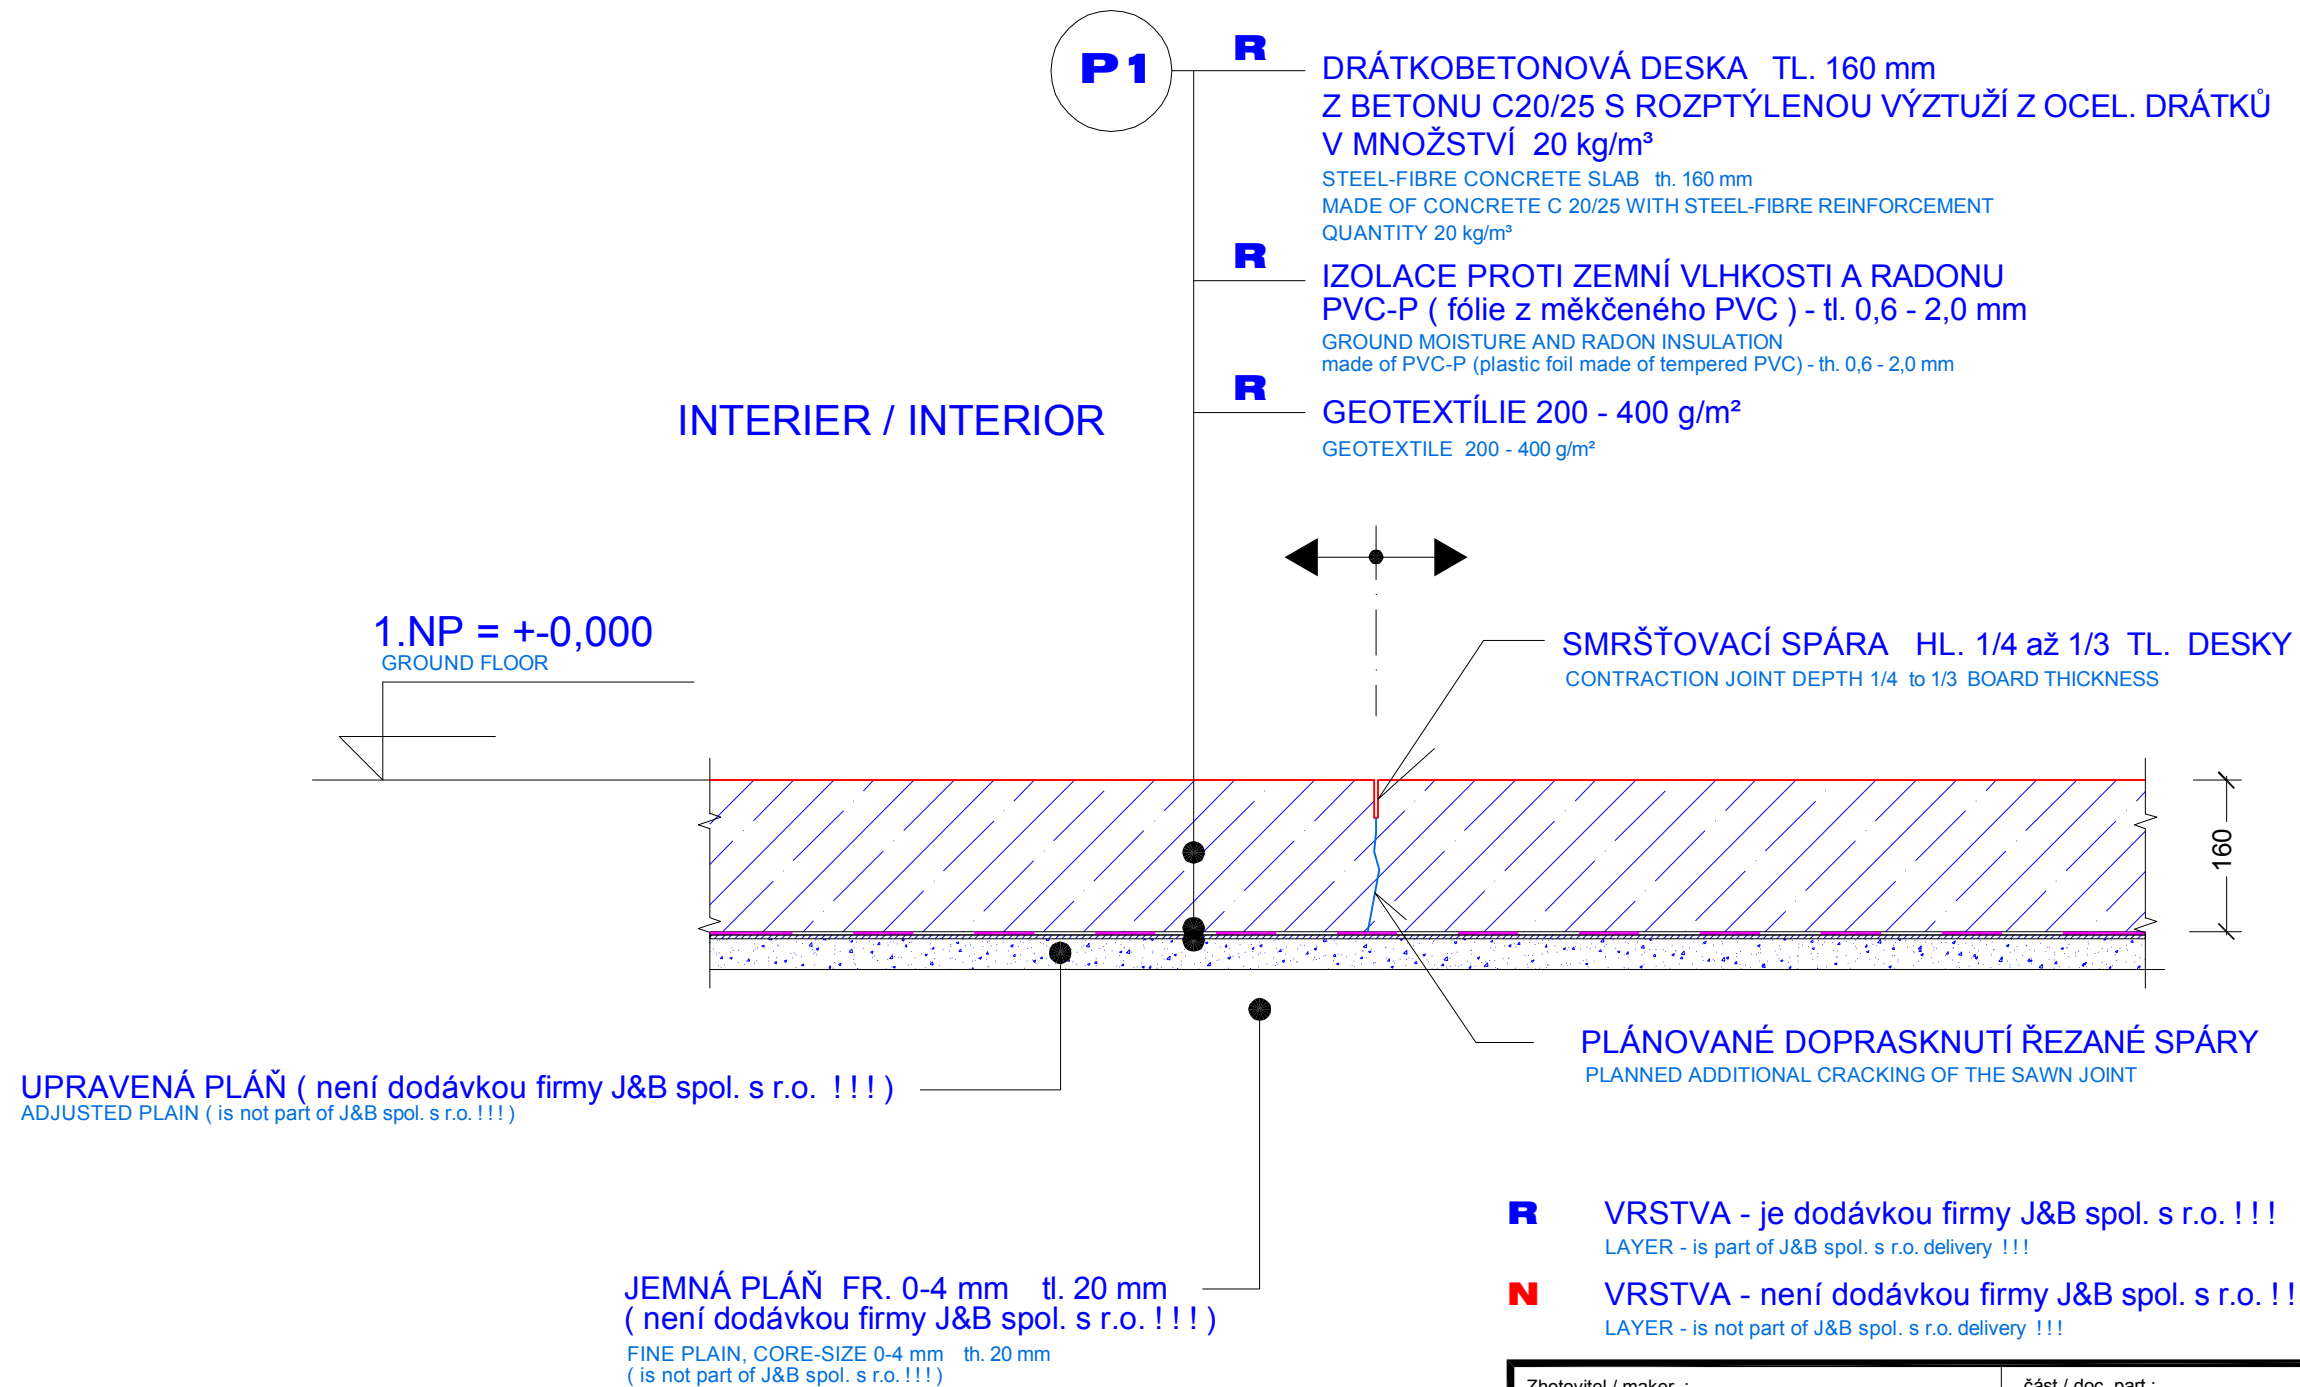 P1
R
DRÁTKOBETONOVÁ DESKA TL. 160 mm
Z BETONU C20/25 S ROZPTÝLENOU VÝZTUŽÍ Z OCEL. DRÁTKŮ
V MNOŽSTVÍ 20 kg/m³
STEEL-FIBRE CONCRETE SLAB th. 160 mm
MADE OF CONCRETE C 20/25 WITH STEEL-FIBRE REINFORCEMENT
QUANTITY 20 kg/m³
R
IZOLACE PROTI ZEMNÍ VLHKOSTI A RADONU
PVC-P ( fólie z měkčeného PVC ) - tl. 0,6 - 2,0 mm
GROUND MOISTURE AND RADON INSULATION
made of PVC-P (plastic foil made of tempered PVC) - th. 0,6 - 2,0 mm
R
GEOTEXTÍLIE 200 - 400 g/m²
GEOTEXTILE 200 - 400 g/m²
INTERIER / INTERIOR
1.NP = +-0,000
GROUND FLOOR
SMRŠŤOVACÍ SPÁRA HL. 1/4 až 1/3 TL. DESKY
CONTRACTION JOINT DEPTH 1/4 to 1/3 BOARD THICKNESS
160
PLÁNOVANÉ DOPRASKNUTÍ ŘEZANÉ SPÁRY
PLANNED ADDITIONAL CRACKING OF THE SAWN JOINT
UPRAVENÁ PLÁŇ ( není dodávkou firmy J&B spol. s r.o. !!! )
ADJUSTED PLAIN ( is not part of J&B spol. s r.o. !!! )
JEMNÁ PLÁŇ FR. 0-4 mm tl. 20 mm
( není dodávkou firmy J&B spol. s r.o. !!! )
FINE PLAIN, CORE-SIZE 0-4 mm th. 20 mm
( is not part of J&B spol. s r.o. !!! )
R VRSTVA - je dodávkou firmy J&B spol. s r.o. !!!
LAYER - is part of J&B spol. s r.o. delivery !!!
N VRSTVA - není dodávkou firmy J&B spol. s r.o. !!
LAYER - is not part of J&B spol. s r.o. delivery !!!
Zhotovitel / maker :
část / doc. part :